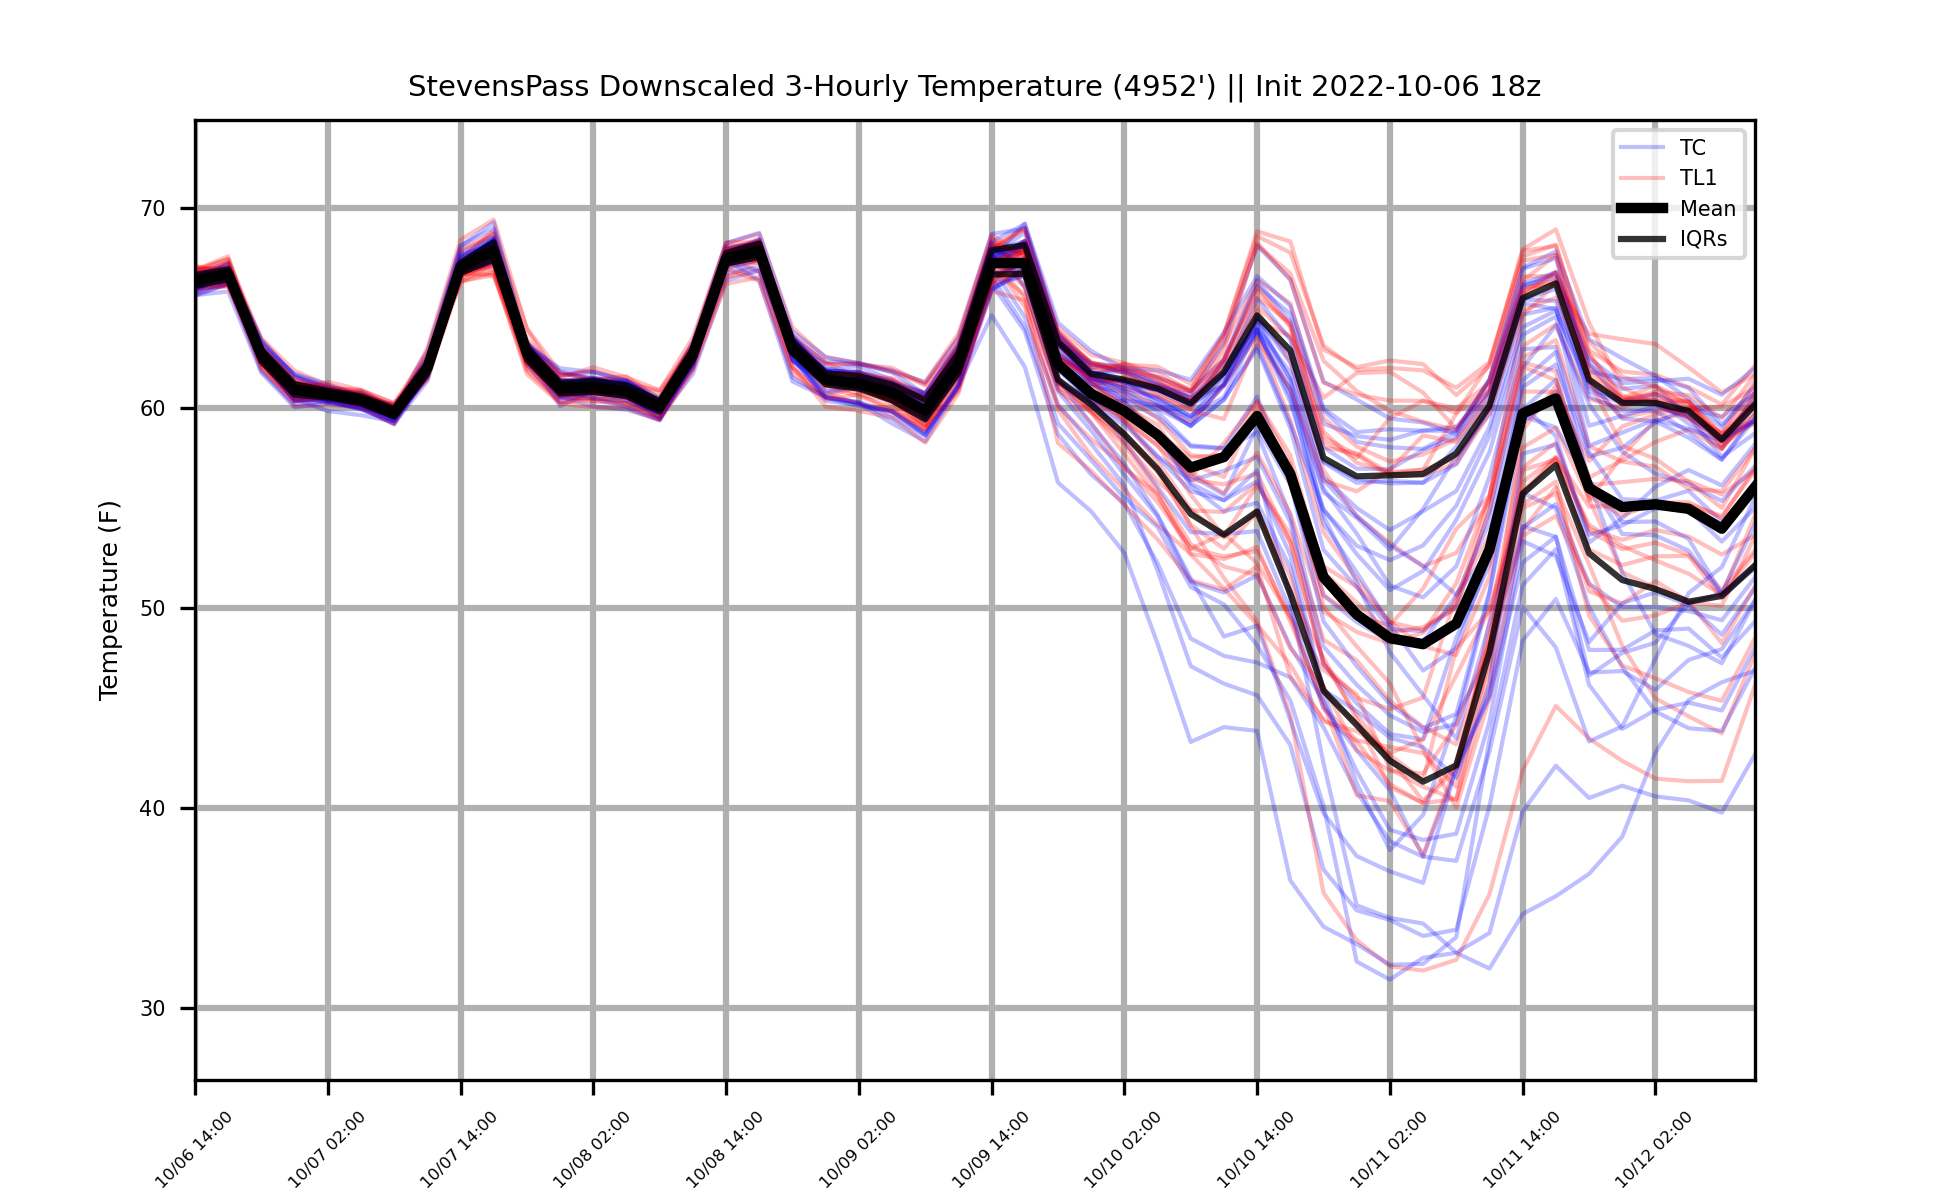 StevensPass Downscaled 3-Hourly Temperature (4952') || Init 2022-10-06 18z
TC
TL1
Mean
IQRs
Temperature (F)
70
60
50
40
30
10/06 14:00
10/07 02:00
10/07 14:00
10/08 02:00
10/08 14:00
10/09 02:00
10/09 14:00
10/10 02:00
10/10 14:00
10/11 02:00
10/11 14:00
10/12 02:00